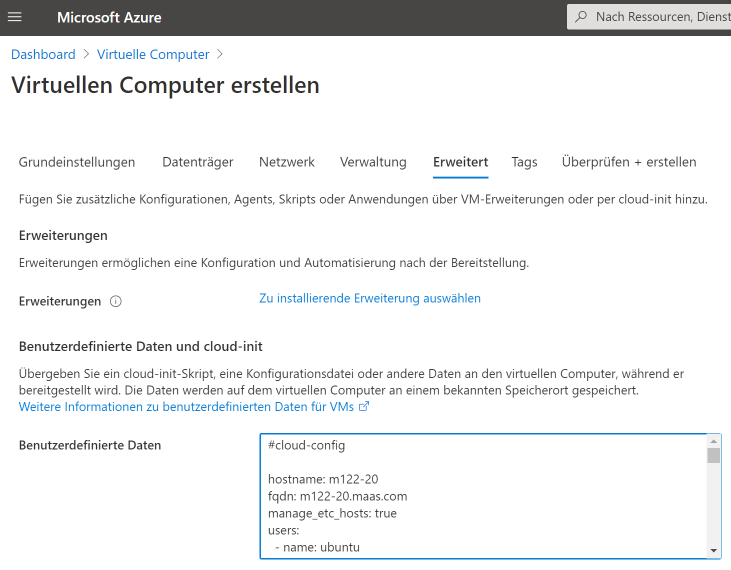 Microsoft Azure
Nach Ressourcen, Dienst
Dashboard > Virtuelle Computer >
Virtuellen Computer erstellen
Grundeinstellungen Datenträger Netzwerk Verwaltung Erweitert Tags Überprüfen + erstellen
Fügen Sie zusätzliche Konfigurationen, Agents, Skripts oder Anwendungen über VM-Erweiterungen oder per cloud-init hinzu.
Erweiterungen
Erweiterungen ermöglichen eine Konfiguration und Automatisierung nach der Bereitstellung.
Erweiterungen Zu installierende Erweiterung auswählen
Benutzerdefinierte Daten und cloud-init
Übergeben Sie ein cloud-init-Skript, eine Konfigurationsdatei oder andere Daten an den virtuellen Computer, während er
bereitgestellt wird. Die Daten werden auf dem virtuellen Computer an einem bekannten Speicherort gespeichert.
Weitere Informationen zu benutzerdefinierten Daten für VMs
Benutzerdefinierte Daten
#cloud-config
hostname: m122-20
fqdn: m122-20.maas.com
manage_etc_hosts: true
users:
- name: ubuntu